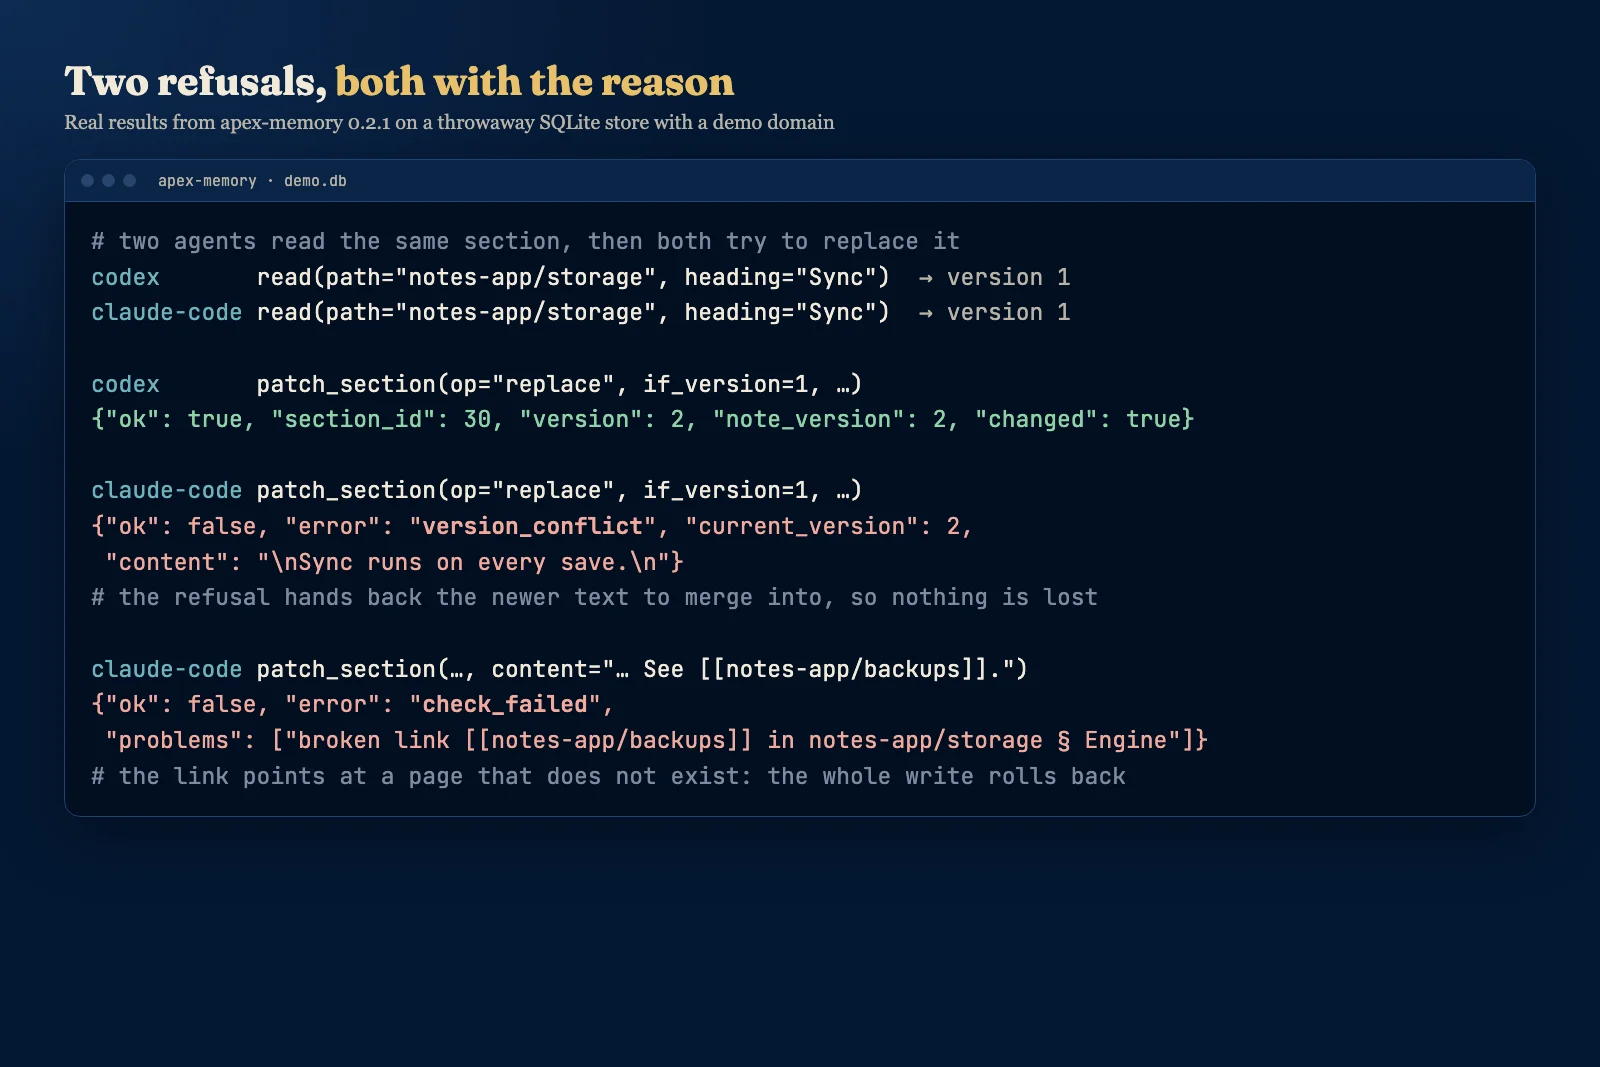 Two refusals, both with the reason
Real results from apex-memory 0.2.1 on a throwaway SQLite store with a demo domain
apex-memory · demo.db
# two agents read the same section, then both try to replace it
codex       read(path="notes-app/storage", heading="Sync")  → version 1
claude-code read(path="notes-app/storage", heading="Sync")  → version 1
codex       patch_section(op="replace", if_version=1, …)
{"ok": true, "section_id": 30, "version": 2, "note_version": 2, "changed": true}
claude-code patch_section(op="replace", if_version=1, …)
{"ok": false, "error": "version_conflict", "current_version": 2,
 "content": "\nSync runs on every save.\n"}
# the refusal hands back the newer text to merge into, so nothing is lost
claude-code patch_section(…, content="… See [[notes-app/backups]].")
{"ok": false, "error": "check_failed",
 "problems": ["broken link [[notes-app/backups]] in notes-app/storage § Engine"]}
# the link points at a page that does not exist: the whole write rolls back